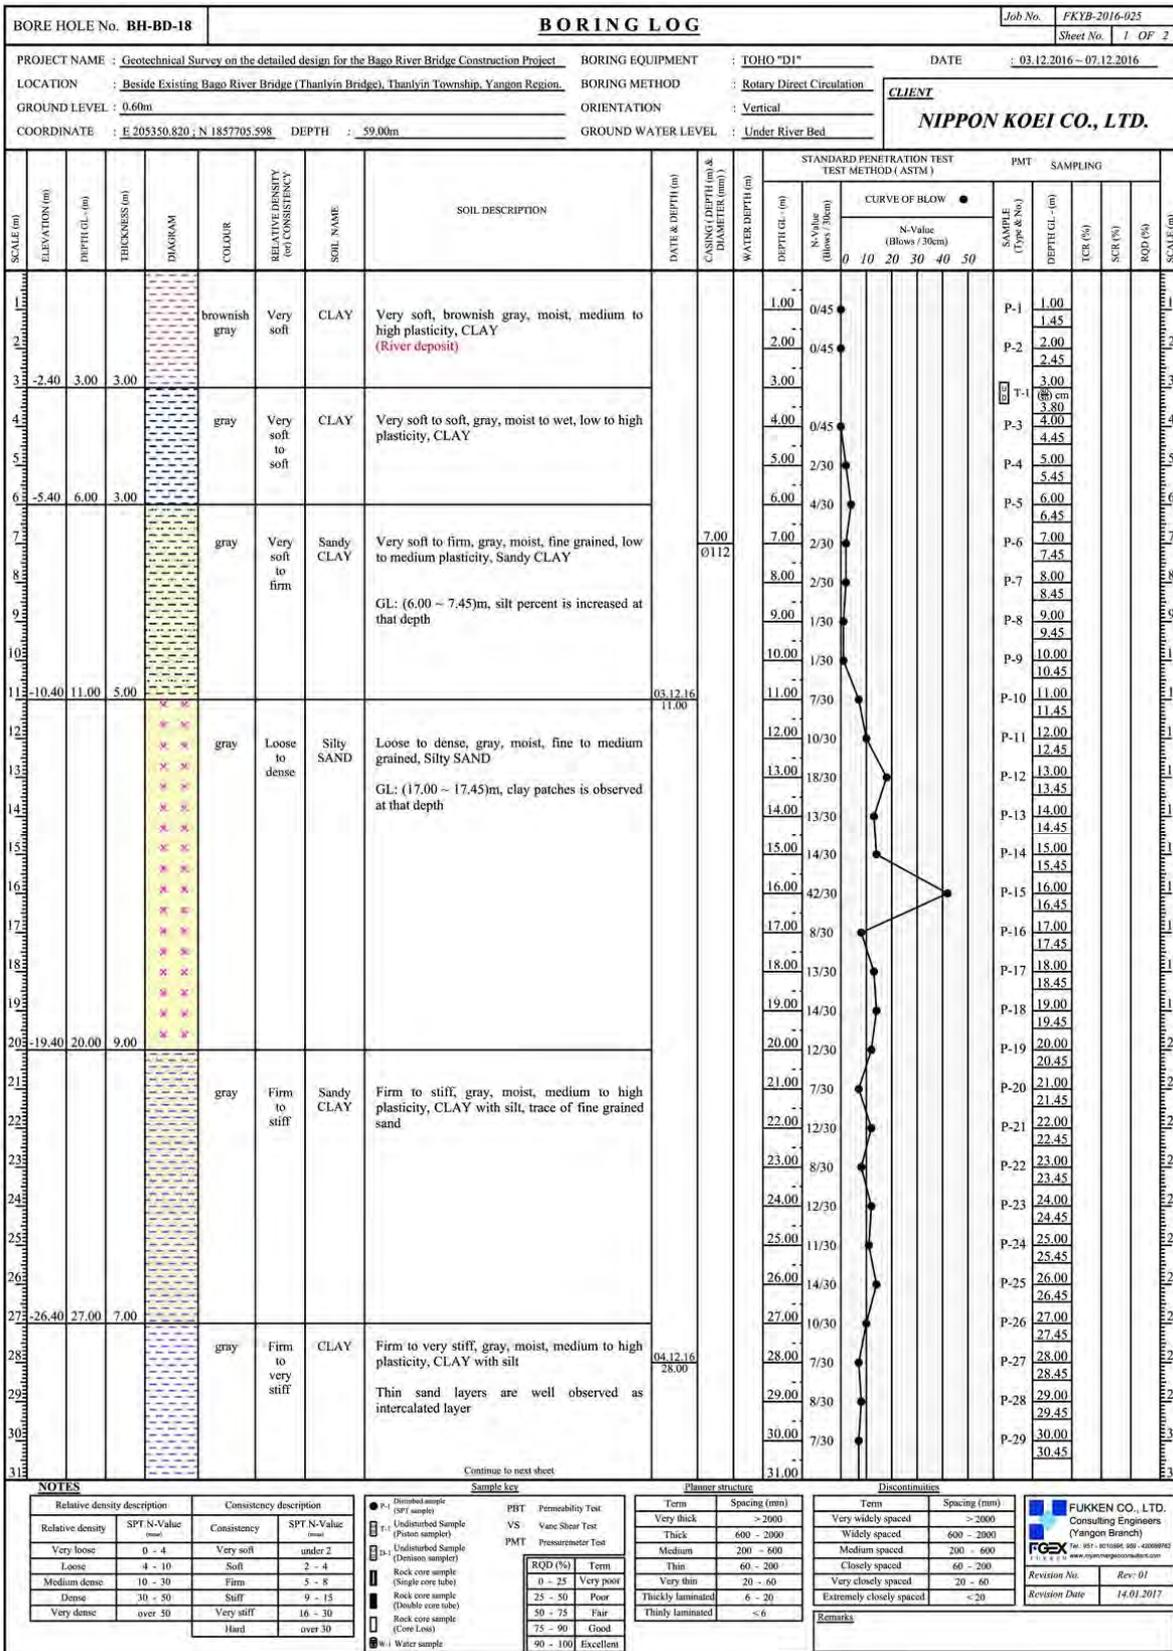 BORE HOLE No. BH-BD-18
BORING LOG
Job No. FKYB-2016-025
Sheet No. 1 OF 2
PROJECT NAME : Geotechnical Survey on the detailed design for the Bago River Bridge Construction Project
BORING EQUIPMENT : TOHO "D1"
DATE : 03.12.2016 ~ 07.12.2016
LOCATION : Beside Existing Bago River Bridge (Thanlyin Bridge), Thanlyin Township, Yangon Region.
BORING METHOD : Rotary Direct Circulation
GROUND LEVEL : 0.60m
ORIENTATION : Vertical
COORDINATE : E 205350.820 ; N 1857705.598 DEPTH : 59.00m
GROUND WATER LEVEL : Under River Bed
CLIENT
NIPPON KOEI CO., LTD.
SCALE (m)
ELEVATION (m)
DEPTH GL - (m)
THICKNESS (m)
DIAGRAM
COLOUR
RELATIVE DENSITY (or) CONSISTENCY
SOIL NAME
SOIL DESCRIPTION
DATE & DEPTH (m)
CASING ( DEPTH (m) & DIAMETER (mm) )
WATER DEPTH (m)
STANDARD PENETRATION TEST
TEST METHOD ( ASTM )
DEPTH GL - (m)
N-Value (Blows / 30cm)
CURVE OF BLOW
N-Value
(Blows / 30cm)
0 10 20 30 40 50
PMT SAMPLING
SAMPLE (Type & No.)
DEPTH GL - (m)
TCR (%)
SCR (%)
RQD (%)
SCALE (m)
1 1.00 0/45 P-1 1.00 1.45
brownish gray Very soft CLAY Very soft, brownish gray, moist, medium to
high plasticity, CLAY
(River deposit)
2 2.00 0/45 P-2 2.00 2.45
3 -2.40 3.00 3.00 3.00 T-1 3.00 cm 3.80
4 4.00 0/45 P-3 4.00 4.45
gray Very soft to soft CLAY Very soft to soft, gray, moist to wet, low to high
plasticity, CLAY
5 5.00 2/30 P-4 5.00 5.45
6 -5.40 6.00 3.00 6.00 4/30 P-5 6.00 6.45
gray Very soft to firm Sandy CLAY Very soft to firm, gray, moist, fine grained, low
to medium plasticity, Sandy CLAY
7 7.00 Ø112 7.00 2/30 P-6 7.00 7.45
8 8.00 2/30 P-7 8.00 8.45
GL: (6.00 ~ 7.45)m, silt percent is increased at
that depth
9 9.00 1/30 P-8 9.00 9.45
10 10.00 1/30 P-9 10.00 10.45
11 -10.40 11.00 5.00 03.12.16 11.00 11.00 7/30 P-10 11.00 11.45
12 12.00 10/30 P-11 12.00 12.45
gray Loose to dense Silty SAND Loose to dense, gray, moist, fine to medium
grained, Silty SAND
13 13.00 18/30 P-12 13.00 13.45
GL: (17.00 ~ 17.45)m, clay patches is observed
at that depth
14 14.00 13/30 P-13 14.00 14.45
15 15.00 14/30 P-14 15.00 15.45
16 16.00 42/30 P-15 16.00 16.45
17 17.00 8/30 P-16 17.00 17.45
18 18.00 13/30 P-17 18.00 18.45
19 19.00 14/30 P-18 19.00 19.45
20 -19.40 20.00 9.00 20.00 12/30 P-19 20.00 20.45
21 21.00 7/30 P-20 21.00 21.45
gray Firm to stiff Sandy CLAY Firm to stiff, gray, moist, medium to high
plasticity, CLAY with silt, trace of fine grained
sand
22 22.00 12/30 P-21 22.00 22.45
23 23.00 8/30 P-22 23.00 23.45
24 24.00 12/30 P-23 24.00 24.45
25 25.00 11/30 P-24 25.00 25.45
26 26.00 14/30 P-25 26.00 26.45
27 -26.40 27.00 7.00 27.00 10/30 P-26 27.00 27.45
gray Firm to very stiff CLAY Firm to very stiff, gray, moist, medium to high
plasticity, CLAY with silt
28 04.12.16 28.00 28.00 7/30 P-27 28.00 28.45
Thin sand layers are well observed as
intercalated layer
29 29.00 8/30 P-28 29.00 29.45
30 30.00 7/30 P-29 30.00 30.45
31 31.00
Continue to next sheet
NOTES
Relative density description Consistency description
Relative density SPT N-Value Consistency SPT N-Value
Very loose 0 - 4 Very soft under 2
Loose 4 - 10 Soft 2 - 4
Medium dense 10 - 30 Firm 5 - 8
Dense 30 - 50 Stiff 9 - 15
Very dense over 50 Very stiff 16 - 30
Hard over 30
Sample key
P-1 Disturbed sample (SPT sample)
T-1 Undisturbed Sample (Piston sampler)
D-1 Undisturbed Sample (Denison sampler)
Rock core sample (Single core tube)
Rock core sample (Double core tube)
Rock core sample (Core Loss)
W-1 Water sample
PBT Permeability Test
VS Vane Shear Test
PMT Pressuremeter Test
RQD (%) Term
0 - 25 Very poor
25 - 50 Poor
50 - 75 Fair
75 - 90 Good
90 - 100 Excellent
Planner structure
Term Spacing (mm)
Very thick > 2000
Thick 600 - 2000
Medium 200 - 600
Thin 60 - 200
Very thin 20 - 60
Thickly laminated 6 - 20
Thinly laminated < 6
Discontinuities
Term Spacing (mm)
Very widely spaced > 2000
Widely spaced 600 - 2000
Medium spaced 200 - 600
Closely spaced 60 - 200
Very closely spaced 20 - 60
Extremely closely spaced < 20
Remarks
FUKKEN CO., LTD.
Consulting Engineers
(Yangon Branch)
FGEX
Revision No. Rev: 01
Revision Date 14.01.2017